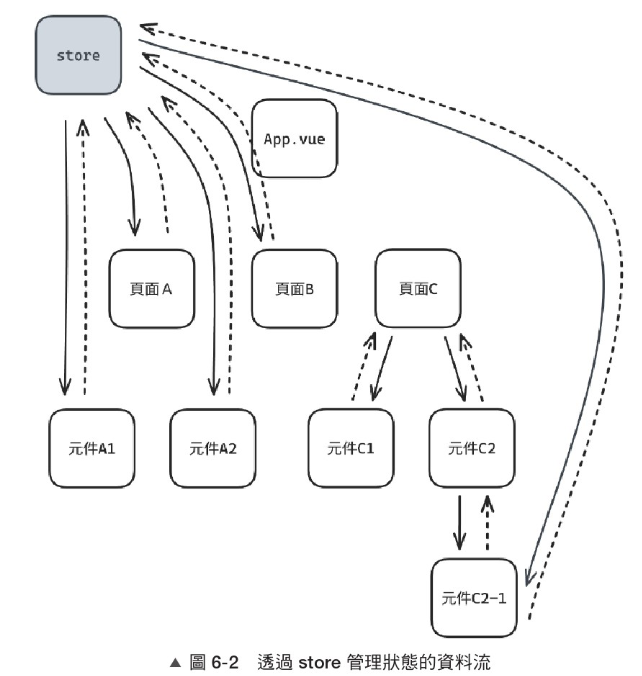 store
App.vue
頁面A
頁面B
頁面C
元件A1
元件A2
元件C1
元件C2
元件C2-1
▲ 圖 6-2 透過 store 管理狀態的資料流